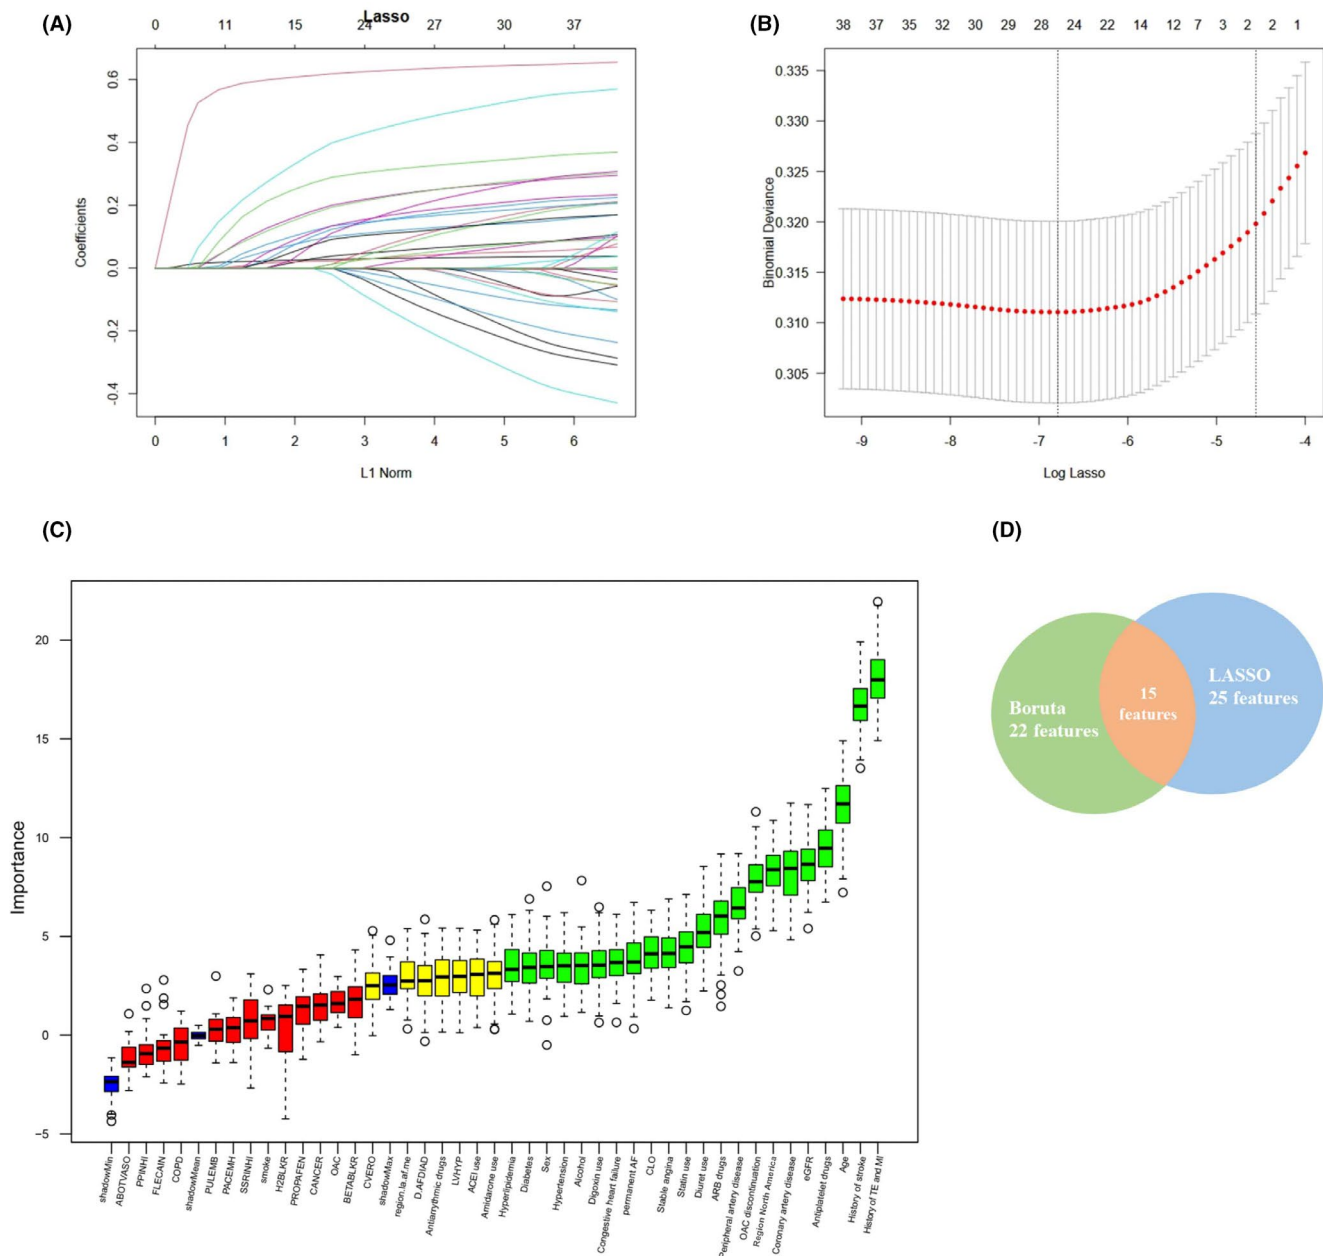 (A)
Lasso
0 11 15 24 27 30 37
Coefficients
0.6
0.4
0.2
0.0
-0.2
-0.4
0 1 2 3 4 5 6
L1 Norm
(B)
38 37 35 32 30 29 28 24 22 14 12 7 3 2 2 1
Binomial Deviance
0.335
0.330
0.325
0.320
0.315
0.310
0.305
-9 -8 -7 -6 -5 -4
Log Lasso
(C)
Importance
20
15
10
5
0
−5
shadowMin
ABOTVASO
PPINHI
FLECAIN
COPD
shadowMean
PULEMB
PACEMH
SSRINHI
smoke
H2BLKR
PROPAFEN
CANCER
OAC
BETABLKR
CVERO
shadowMax
region.la.af.me
D.AFDIAD
Antiarrythmic drugs
LVHYP
ACEI use
Amidarone use
Hyperlipidemia
Diabetes
Sex
Hypertension
Alcohol
Digoxin use
Congestive heart failure
permanent AF
CLO
Stable angina
Statin use
Diuret use
ARB drugs
Peripheral artery disease
OAC discontinuation
Region North America
Coronary artery disease
eGFR
Antiplatelet drugs
Age
History of stroke
History of TE and MI
(D)
Boruta
22 features
15
features
LASSO
25 features